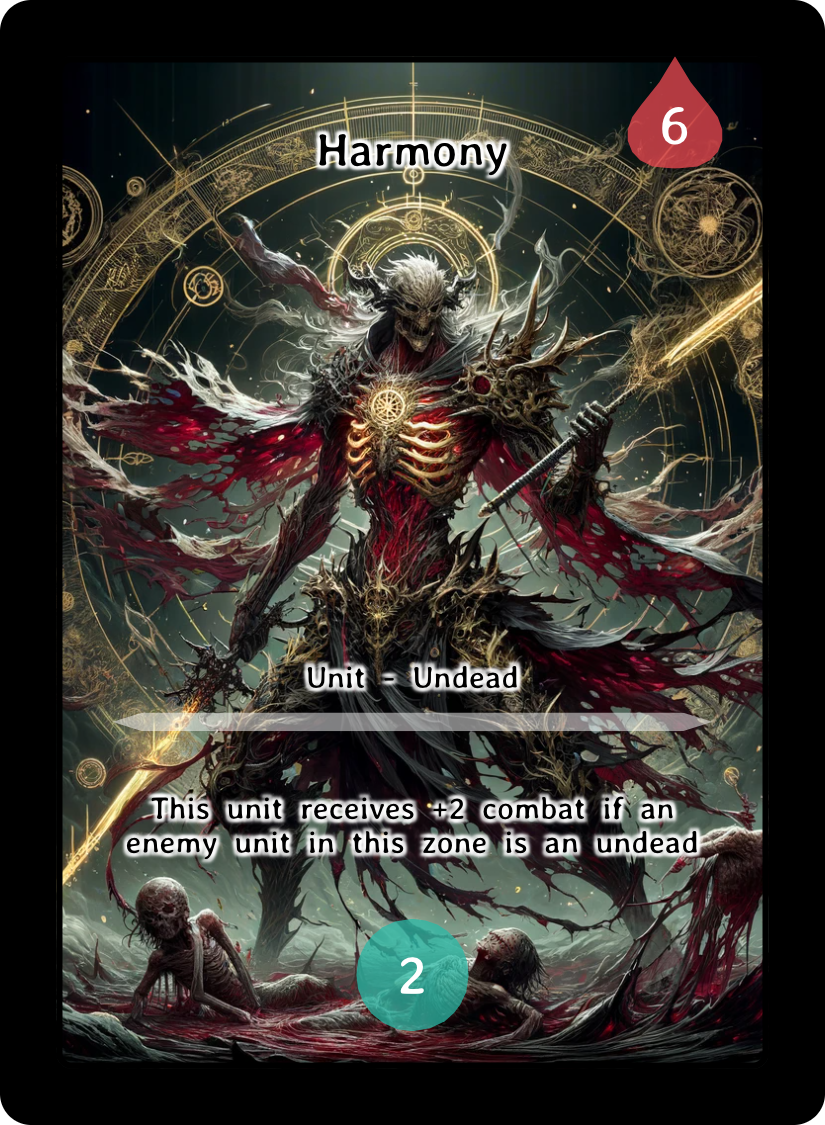 6
Harmony
Unit - Undead
This unit receives +2 combat if an
enemy unit in this zone is an undead
2